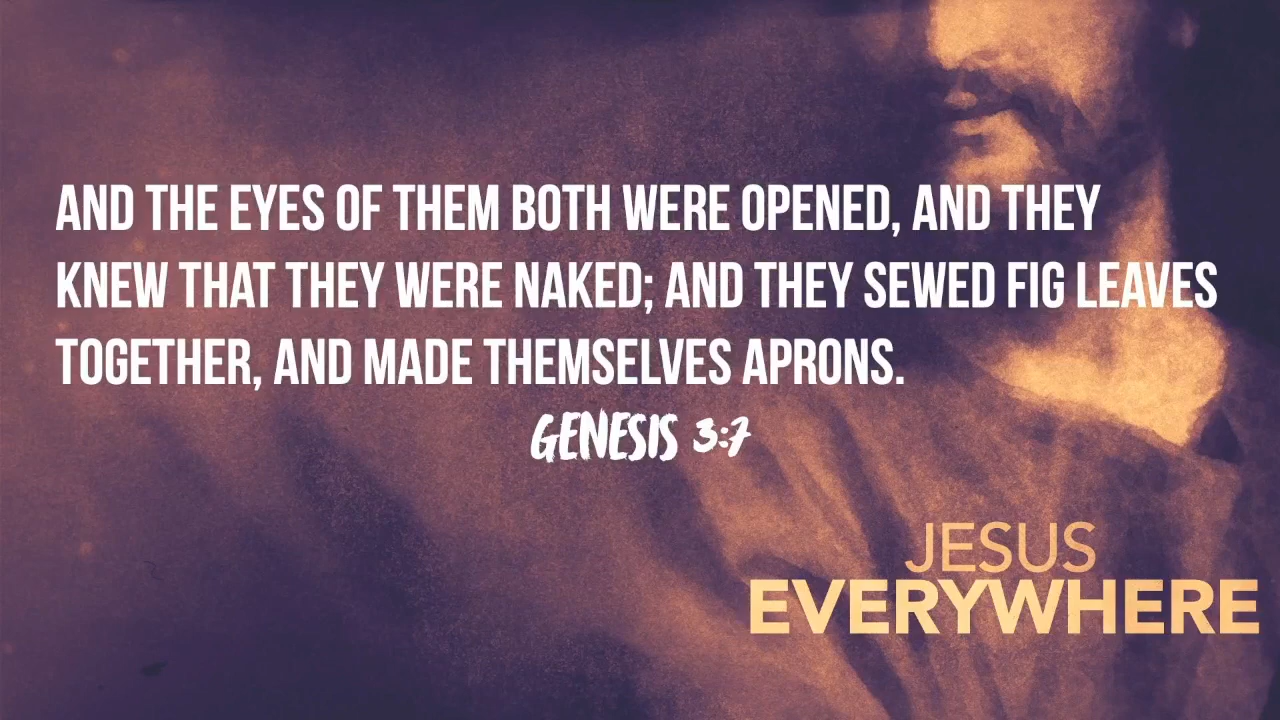 AND THE EYES OF THEM BOTH WERE OPENED, AND THEY
KNEW THAT THEY WERE NAKED; AND THEY SEWED FIG LEAVES
TOGETHER, AND MADE THEMSELVES APRONS.
GENESIS 3:7
JESUS
EVERYWHERE